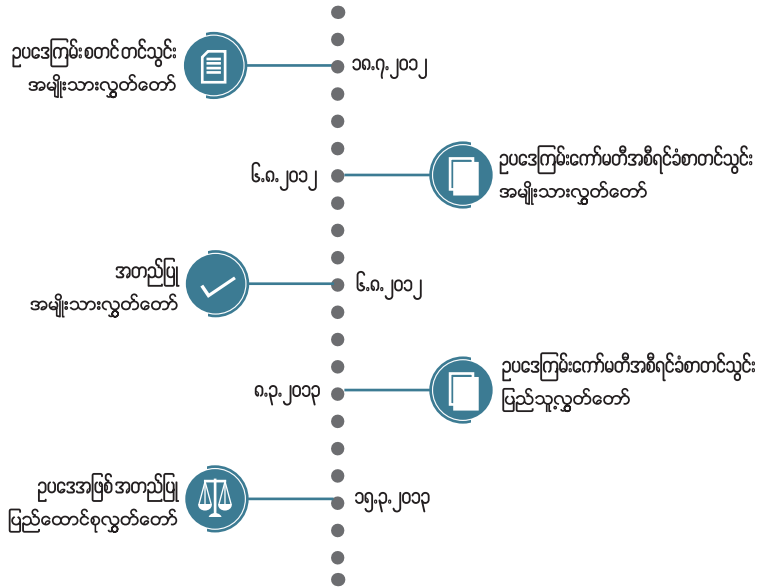 ဥပဒေကြမ်းစတင်တင်သွင်း
အမျိုးသားလွှတ်တော်
၁၈.၇.၂၀၁၂
၆.၈.၂၀၁၂
ဥပဒေကြမ်းကော်မတီအစီရင်ခံစာတင်သွင်း
အမျိုးသားလွှတ်တော်
အတည်ပြု
အမျိုးသားလွှတ်တော်
၆.၈.၂၀၁၂
၈.၃.၂၀၁၃
ဥပဒေကြမ်းကော်မတီအစီရင်ခံစာတင်သွင်း
ပြည်သူ့လွှတ်တော်
ဥပဒေအဖြစ်အတည်ပြု
ပြည်ထောင်စုလွှတ်တော်
၁၅.၃.၂၀၁၃